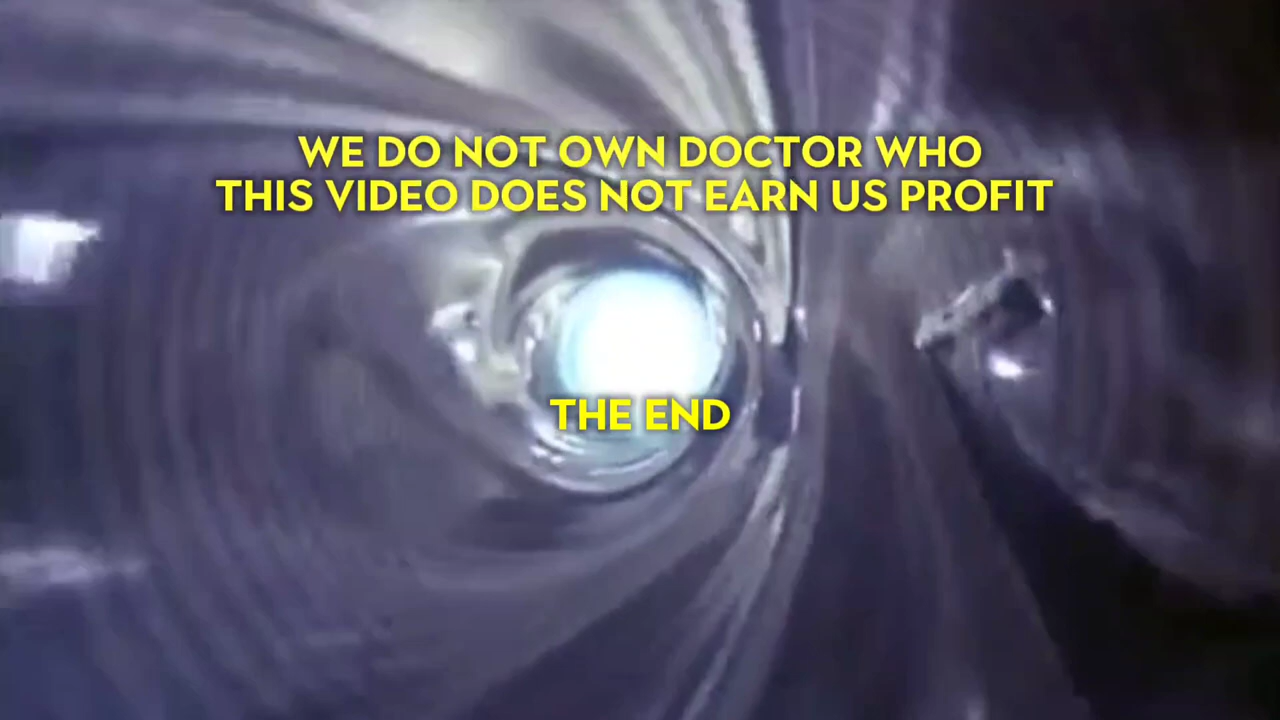 WE DO NOT OWN DOCTOR WHO
THIS VIDEO DOES NOT EARN US PROFIT
THE END